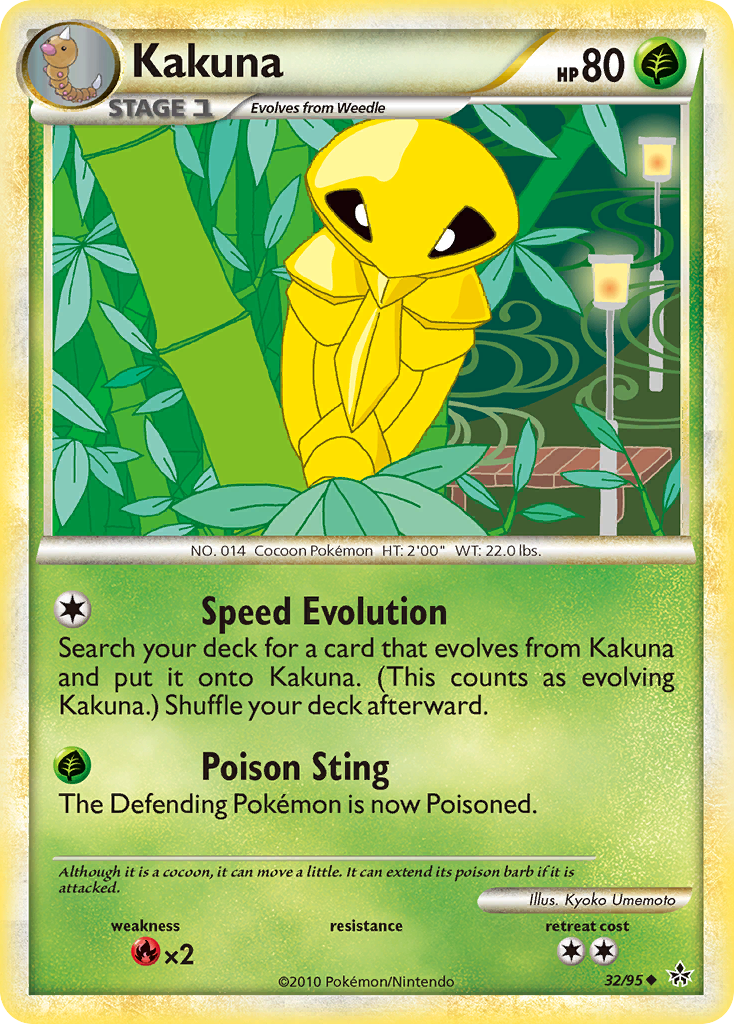 Kakuna
HP 80
STAGE 1
Evolves from Weedle
NO. 014 Cocoon Pokémon HT: 2'00" WT: 22.0 lbs.
Speed Evolution
Search your deck for a card that evolves from Kakuna
and put it onto Kakuna. (This counts as evolving
Kakuna.) Shuffle your deck afterward.
Poison Sting
The Defending Pokémon is now Poisoned.
Although it is a cocoon, it can move a little. It can extend its poison barb if it is
attacked.
Illus. Kyoko Umemoto
weakness
resistance
retreat cost
×2
©2010 Pokémon/Nintendo
32/95